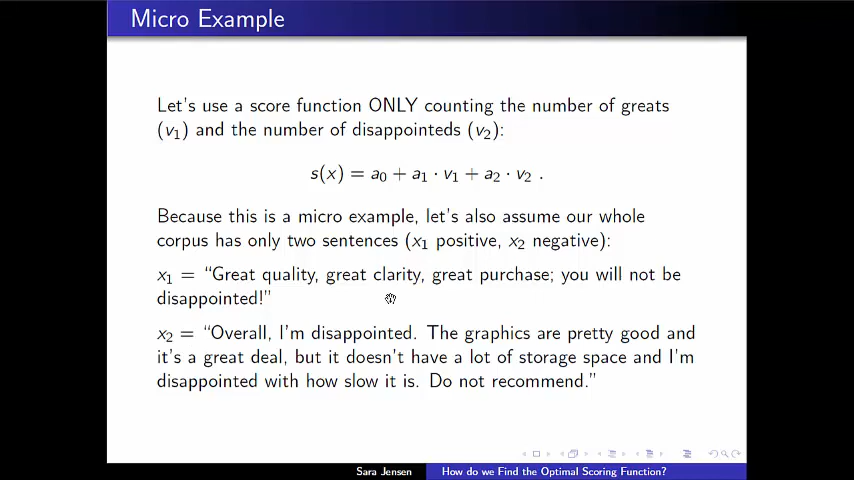 Micro Example
Let's use a score function ONLY counting the number of greats
(v₁) and the number of disappointeds (v₂):
s(x) = a₀ + a₁ · v₁ + a₂ · v₂ .
Because this is a micro example, let's also assume our whole
corpus has only two sentences (x₁ positive, x₂ negative):
x₁ = “Great quality, great clarity, great purchase; you will not be
disappointed!”
x₂ = “Overall, I'm disappointed. The graphics are pretty good and
it's a great deal, but it doesn't have a lot of storage space and I'm
disappointed with how slow it is. Do not recommend.”
Sara Jensen
How do we Find the Optimal Scoring Function?